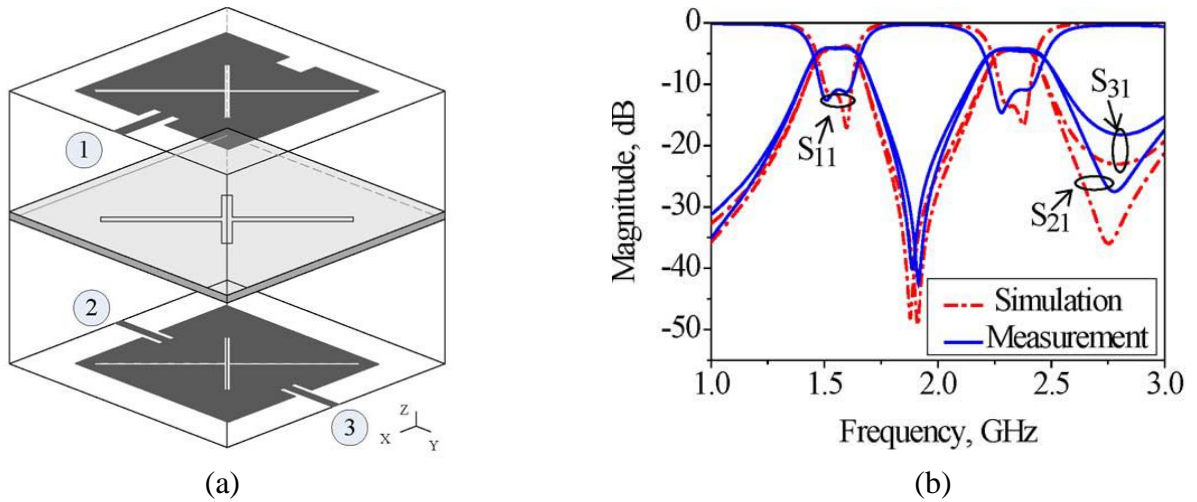 1
2
3
Z
X
Y
(a)
Magnitude, dB
0
-10
-20
-30
-40
-50
S11
S31
S21
Simulation
Measurement
1.0 1.5 2.0 2.5 3.0
Frequency, GHz
(b)